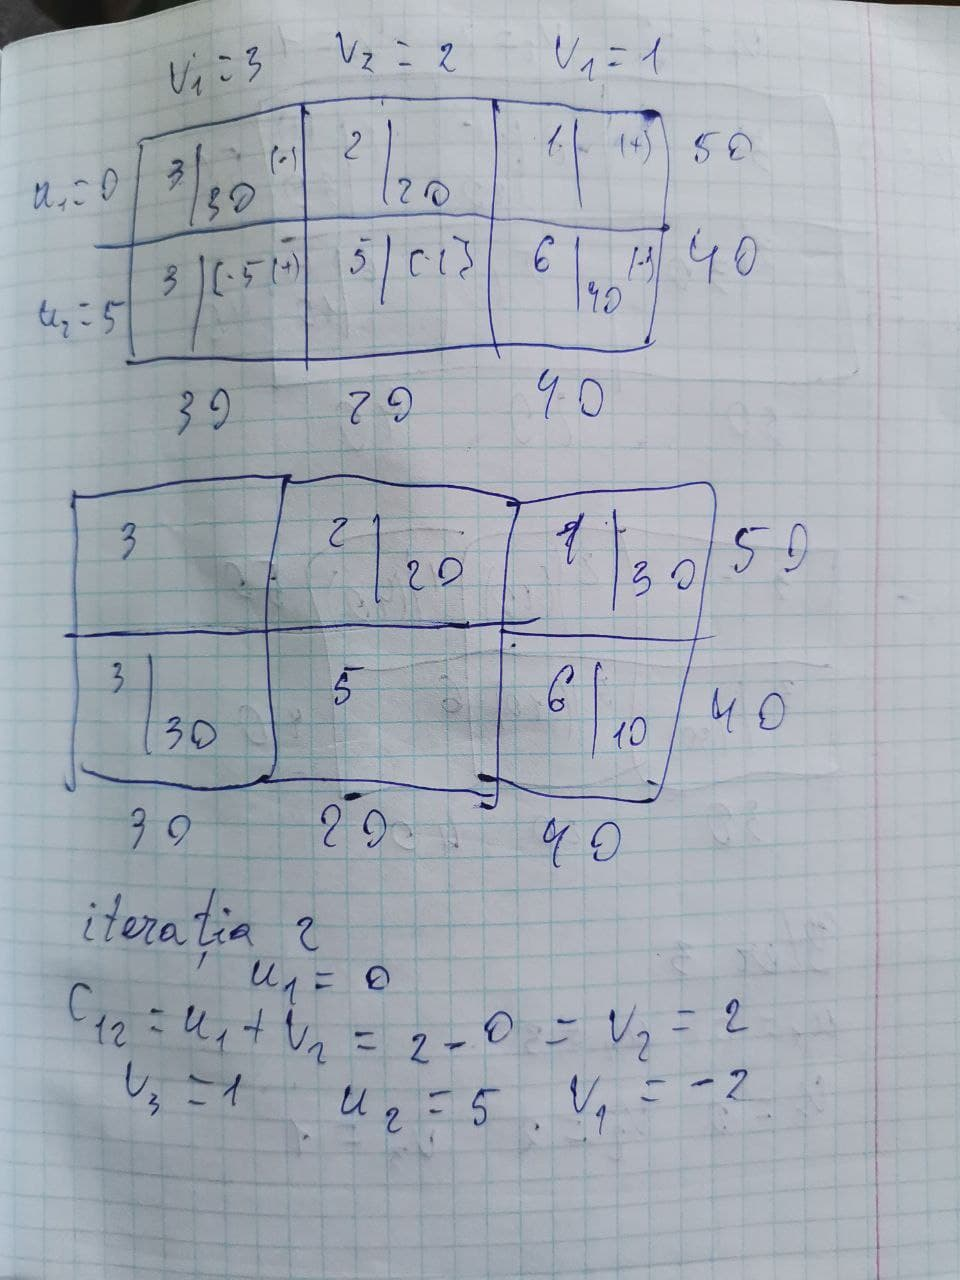 V₁ = 3 V₂ = 2 V₁ = 1
u₁ = 0 3 | 30 (-) 2 | 20 1 | (+) 50
u₂ = 5 3 | [-5 (+) 5 | [-1] 6 | 40 (-) 40
30 20 40
3 2 | 20 1 | 30 50
3 | 30 5 6 | 10 40
30 20 40
iterația 2
u₁ = 0
C₁₂ = u₁ + V₂ = 2 - 0 = V₂ = 2
V₃ = 1 u₂ = 5 V₁ = -2